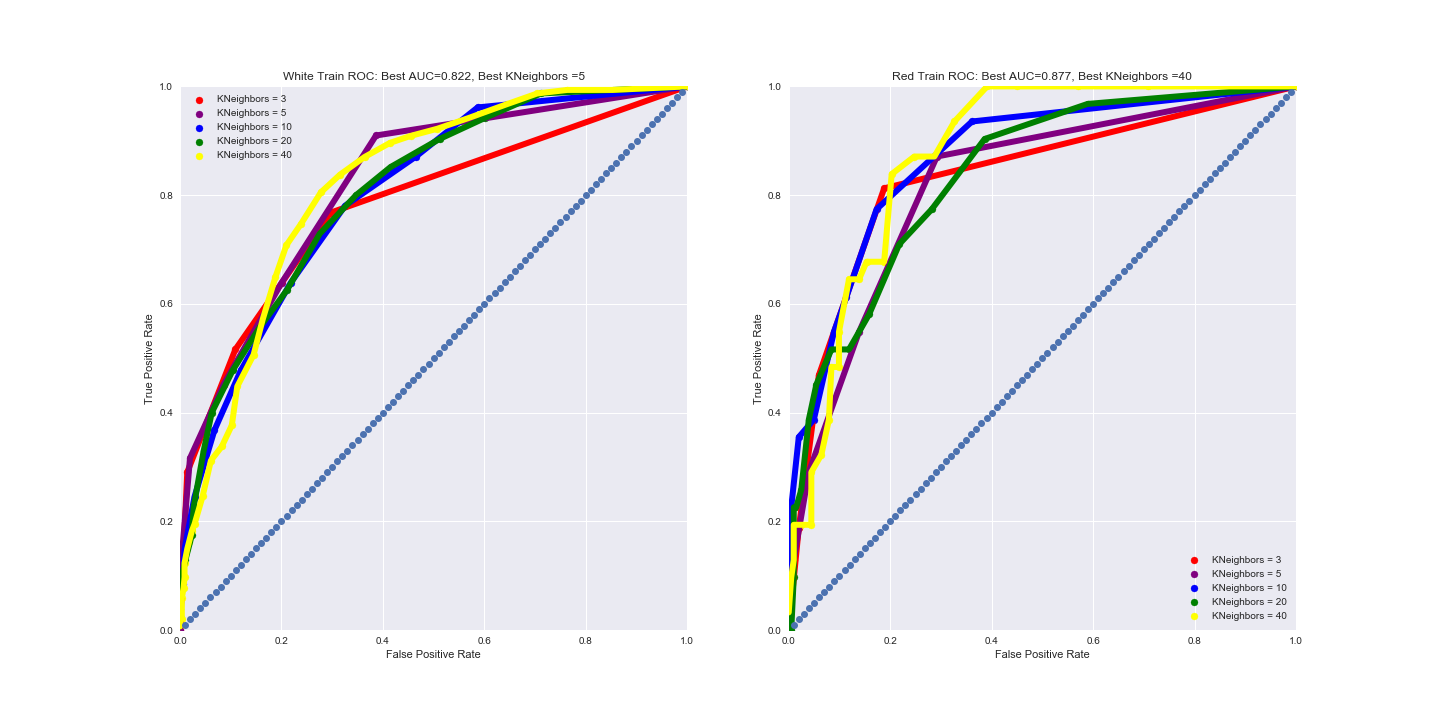 White Train ROC: Best AUC=0.822, Best KNeighbors =5
1.0
0.8
0.6
0.4
0.2
0.0
True Positive Rate
KNeighbors = 3
KNeighbors = 5
KNeighbors = 10
KNeighbors = 20
KNeighbors = 40
0.0 0.2 0.4 0.6 0.8 1.0
False Positive Rate
Red Train ROC: Best AUC=0.877, Best KNeighbors =40
1.0
0.8
0.6
0.4
0.2
0.0
True Positive Rate
KNeighbors = 3
KNeighbors = 5
KNeighbors = 10
KNeighbors = 20
KNeighbors = 40
0.0 0.2 0.4 0.6 0.8 1.0
False Positive Rate